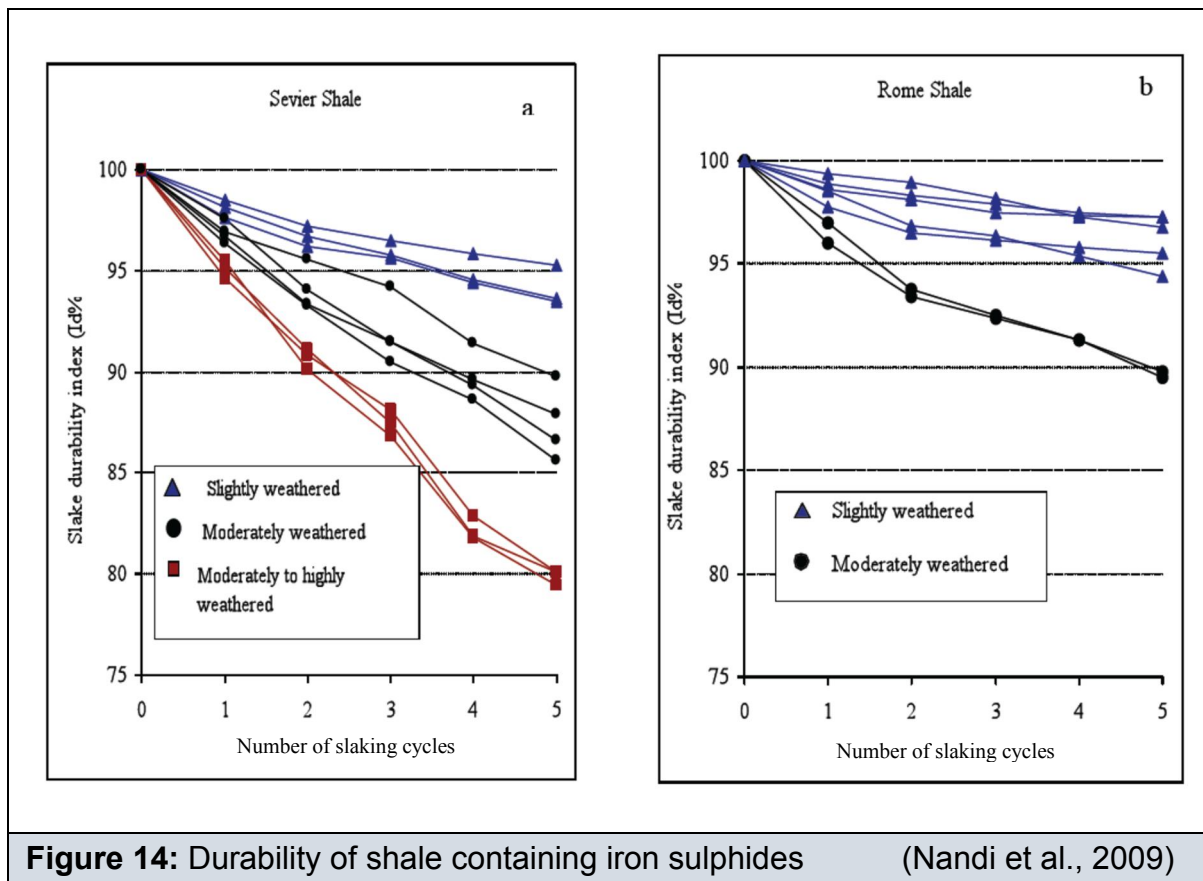 Sevier Shale
a
Slake durability index (Id%
100
95
90
85
80
75
Slightly weathered
Moderately weathered
Moderately to highly
weathered
0 1 2 3 4 5
Number of slaking cycles
Rome Shale
b
Slake durability index (Id%
100
95
90
85
80
75
Slightly weathered
Moderately weathered
0 1 2 3 4 5
Number of slaking cycles
Figure 14: Durability of shale containing iron sulphides (Nandi et al., 2009)